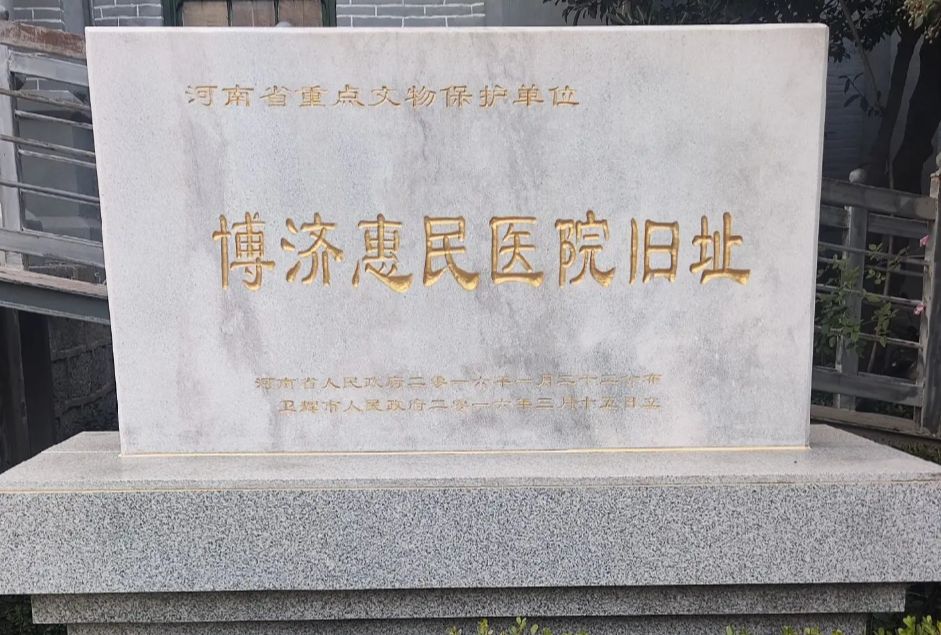 河南省重点文物保护单位
博济惠民医院旧址
河南省人民政府二零一六年一月二十二公布
卫辉市人民政府二零一六年三月十五日立